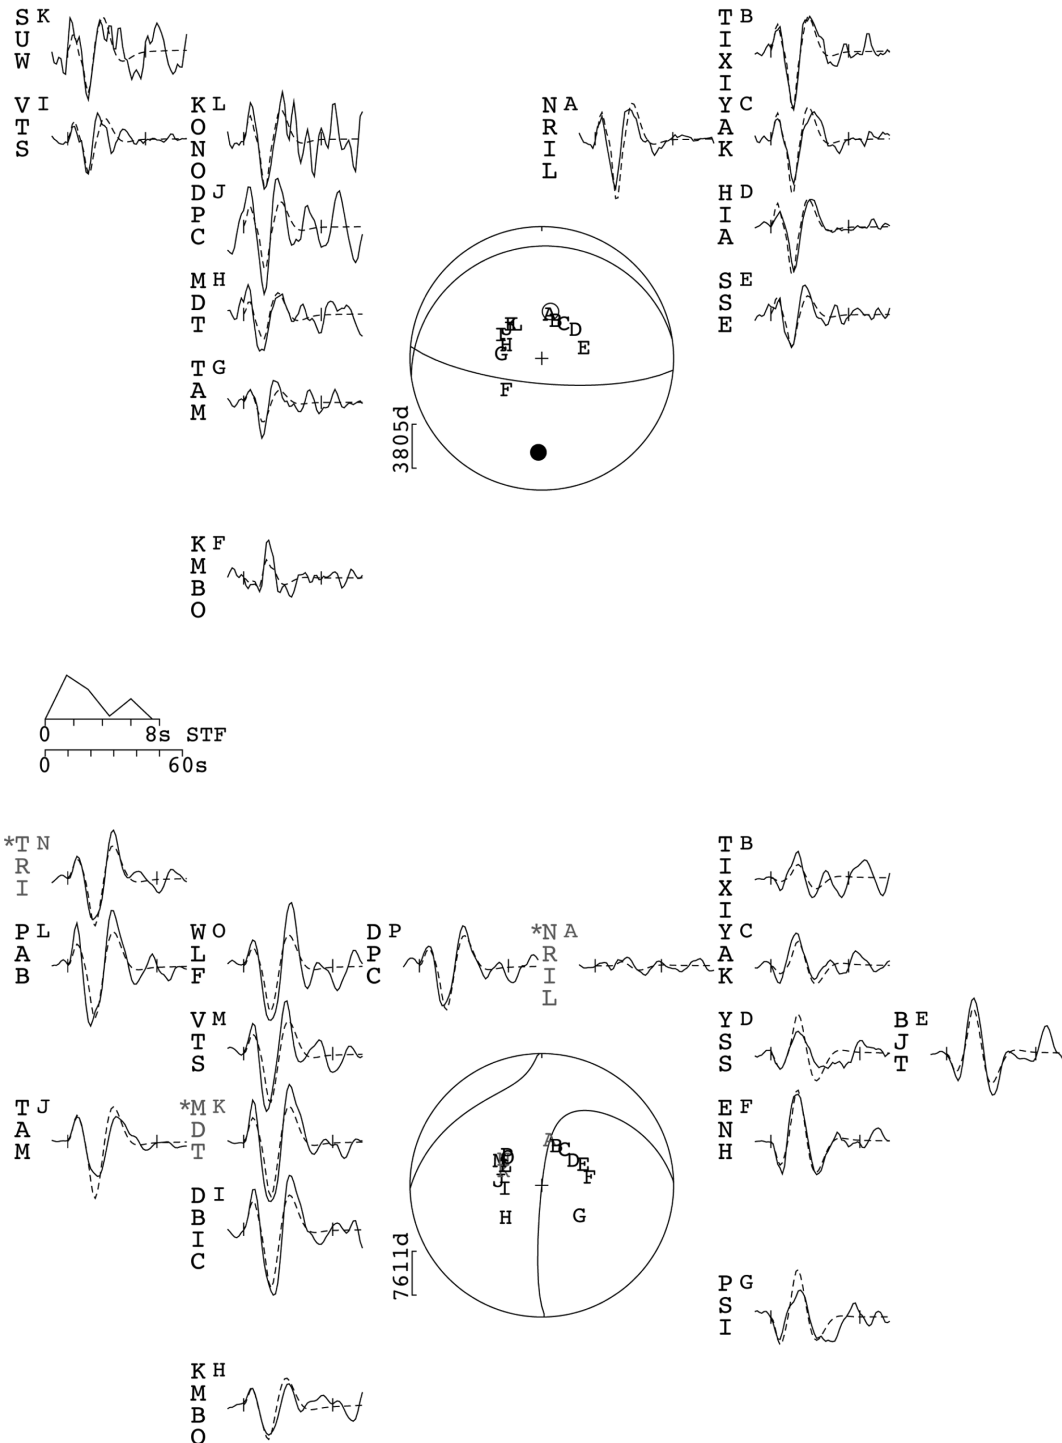 SUW K
TIXI B
VTS I
KONO L
NRIL A
YAK C
DPC J
HIA D
MDT H
SSE E
TAM G
A
B
C
D
E
F
G
H
I
J
K
L
3805d
KMBO F
0 8s STF
0 60s
*TRI N
TIXI B
PAB L
WLF O
DPC P
*NRIL A
YAK C
VTS M
YSS D
BJT E
TAM J
*MDT K
ENH F
DBIC I
A
B
C
D
E
F
G
H
I
J
M
7611d
PSI G
KMBO H